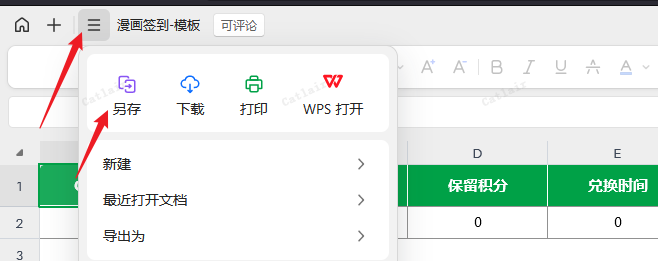 漫画签到-模板 可评论
A+ A- B I U A
另存 下载 打印 WPS 打开
Catlair Catlair Catlair
新建
最近打开文档
导出为
D E
1 保留积分 兑换时间
2 0 0
3